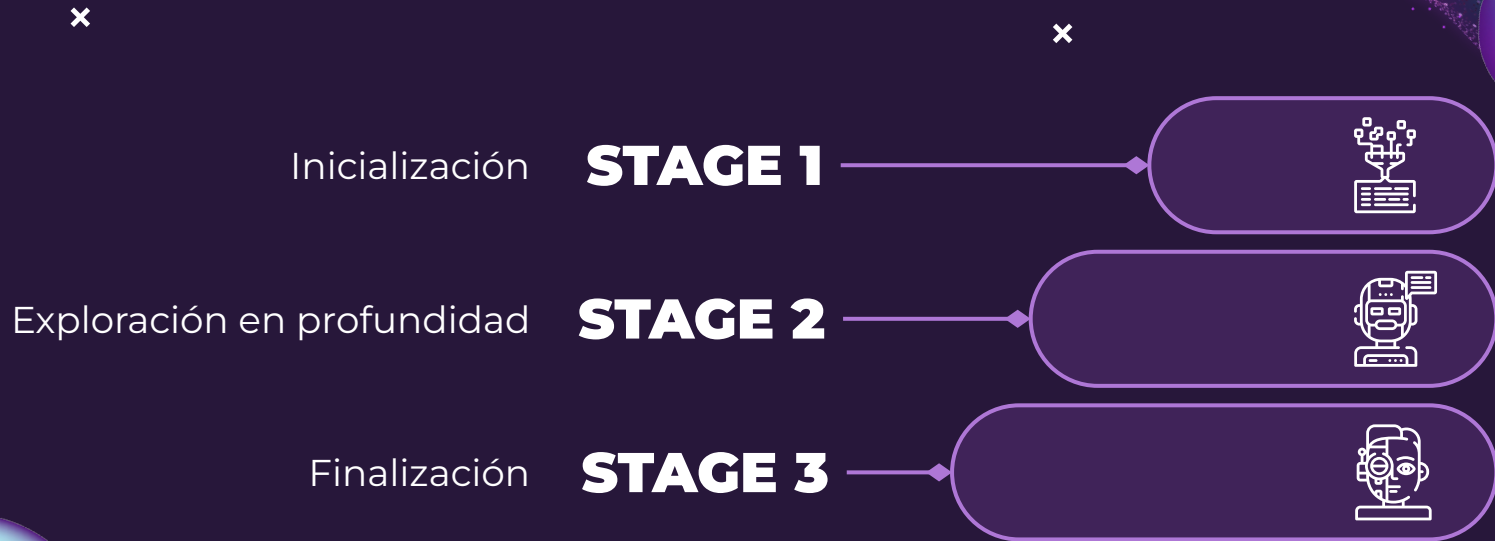 Inicialización STAGE 1
Exploración en profundidad STAGE 2
Finalización STAGE 3